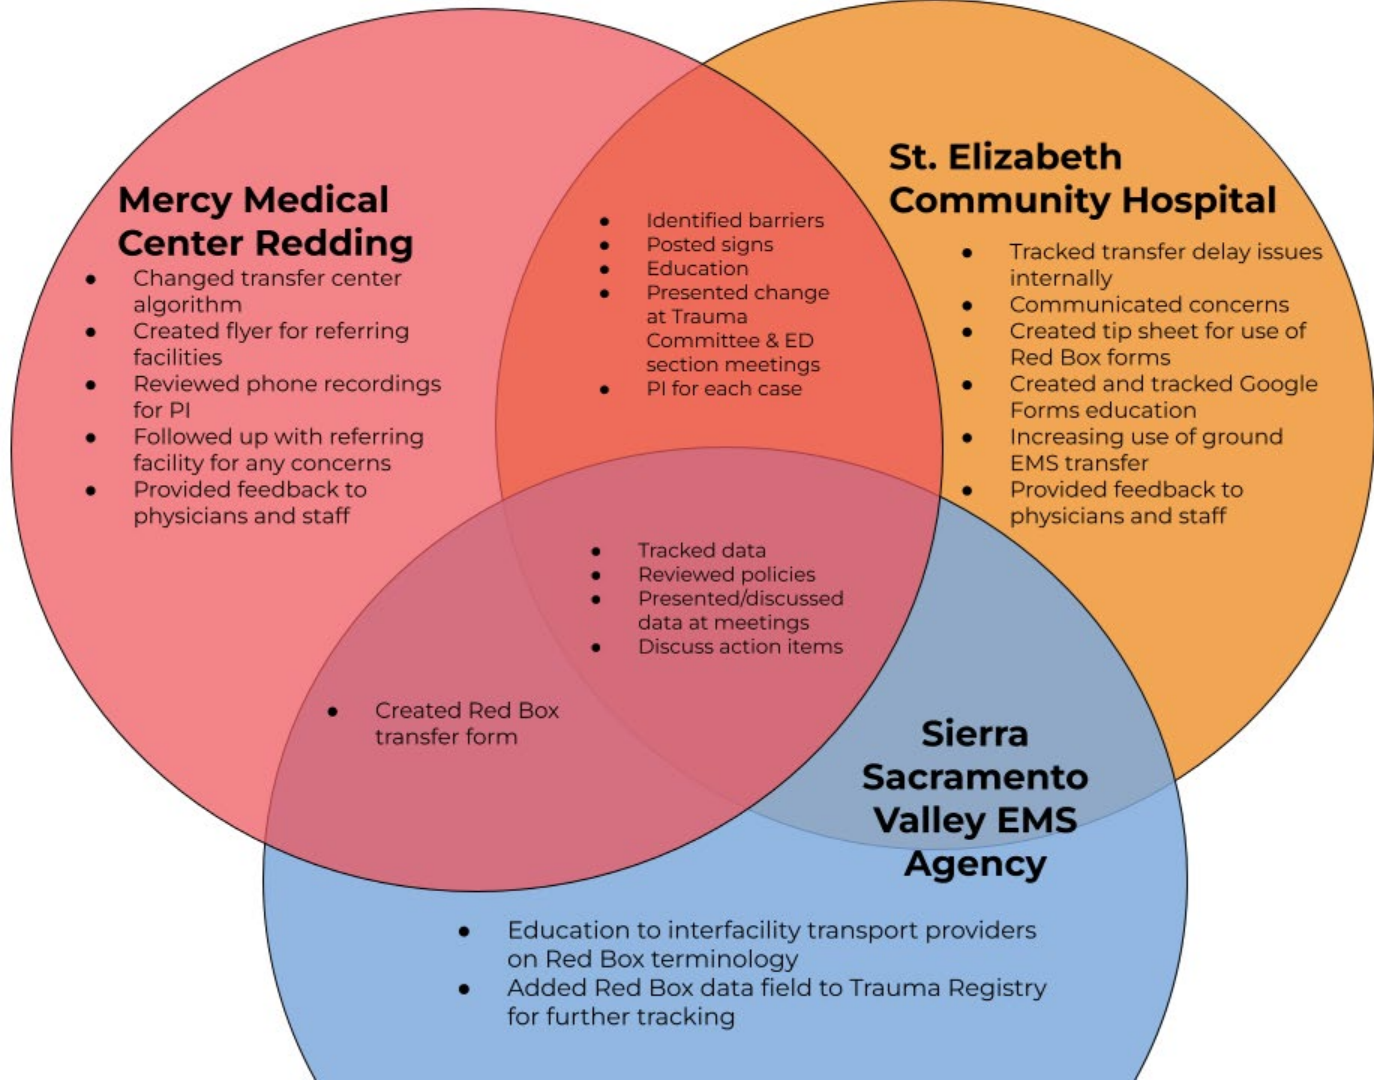 Mercy Medical
Center Redding
● Changed transfer center
algorithm
● Created flyer for referring
facilities
● Reviewed phone recordings
for PI
● Followed up with referring
facility for any concerns
● Provided feedback to
physicians and staff
● Identified barriers
● Posted signs
● Education
● Presented change
at Trauma
Committee & ED
section meetings
● PI for each case
St. Elizabeth
Community Hospital
● Tracked transfer delay issues
internally
● Communicated concerns
● Created tip sheet for use of
Red Box forms
● Created and tracked Google
Forms education
● Increasing use of ground
EMS transfer
● Provided feedback to
physicians and staff
● Tracked data
● Reviewed policies
● Presented/discussed
data at meetings
● Discuss action items
● Created Red Box
transfer form
Sierra
Sacramento
Valley EMS
Agency
● Education to interfacility transport providers
on Red Box terminology
● Added Red Box data field to Trauma Registry
for further tracking